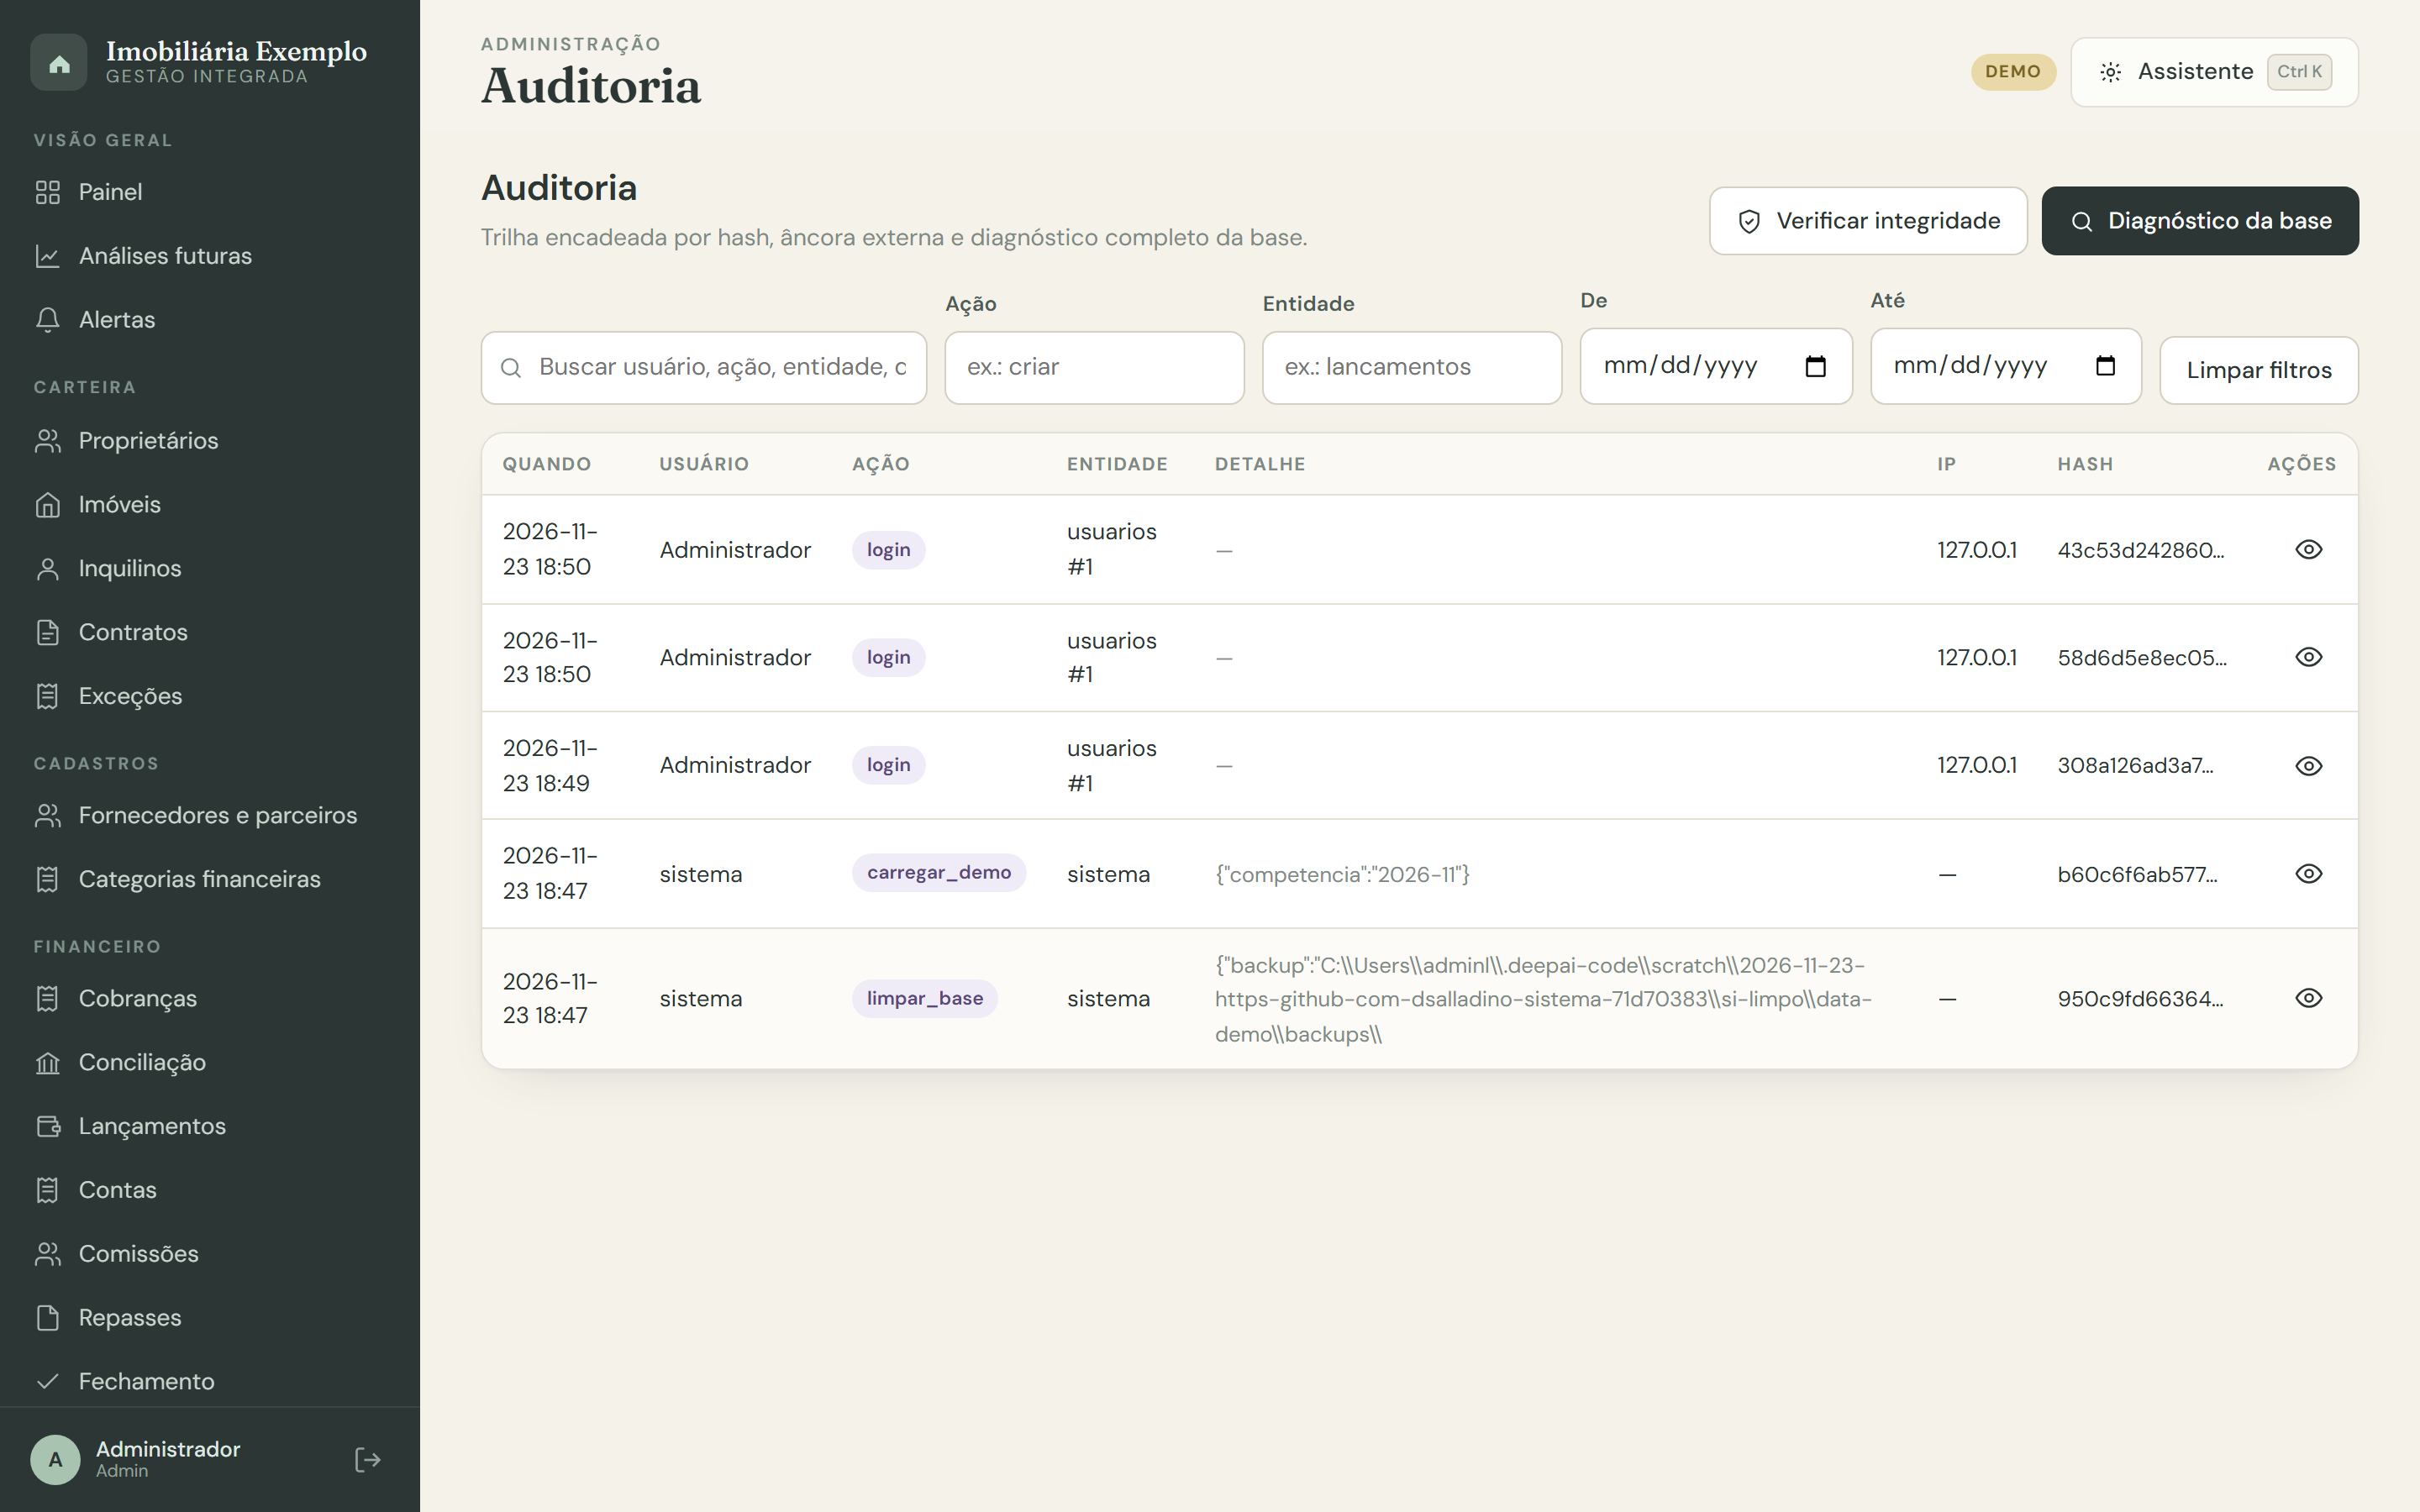 Imobiliária Exemplo
GESTÃO INTEGRADA
VISÃO GERAL
Painel
Análises futuras
Alertas
CARTEIRA
Proprietários
Imóveis
Inquilinos
Contratos
Exceções
CADASTROS
Fornecedores e parceiros
Categorias financeiras
FINANCEIRO
Cobranças
Conciliação
Lançamentos
Contas
Comissões
Repasses
Fechamento
A
Administrador
Admin
ADMINISTRAÇÃO
Auditoria
DEMO
Assistente Ctrl K
Auditoria
Trilha encadeada por hash, âncora externa e diagnóstico completo da base.
Verificar integridade
Diagnóstico da base
Ação
Entidade
De
Até
Buscar usuário, ação, entidade, c
ex.: criar
ex.: lancamentos
mm/dd/yyyy
mm/dd/yyyy
Limpar filtros
QUANDO USUÁRIO AÇÃO ENTIDADE DETALHE IP HASH AÇÕES
2026-11-
23 18:50
Administrador
login
usuarios
#1
—
127.0.0.1
43c53d242860...
2026-11-
23 18:50
Administrador
login
usuarios
#1
—
127.0.0.1
58d6d5e8ec05...
2026-11-
23 18:49
Administrador
login
usuarios
#1
—
127.0.0.1
308a126ad3a7...
2026-11-
23 18:47
sistema
carregar_demo
sistema
{"competencia":"2026-11"}
—
b60c6f6ab577...
2026-11-
23 18:47
sistema
limpar_base
sistema
{"backup":"C:\\Users\\adminl\\.deepai-code\\scratch\\2026-11-23-
https-github-com-dsalladino-sistema-71d70383\\si-limpo\\data-
demo\\backups\\
—
950c9fd66364...